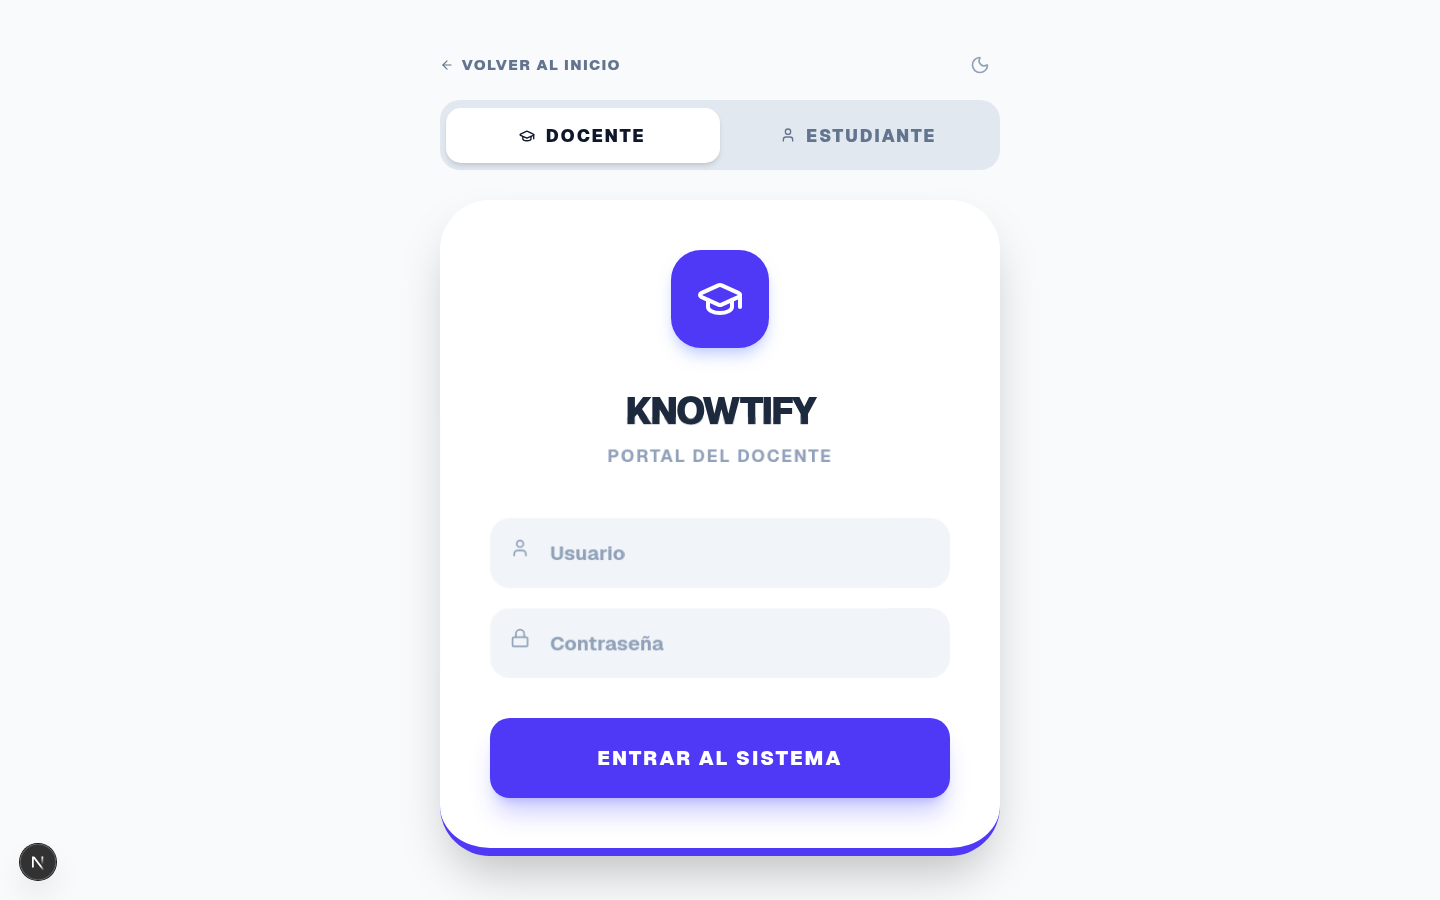 VOLVER AL INICIO
DOCENTE
ESTUDIANTE
KNOWTIFY
PORTAL DEL DOCENTE
Usuario
Contraseña
ENTRAR AL SISTEMA
N